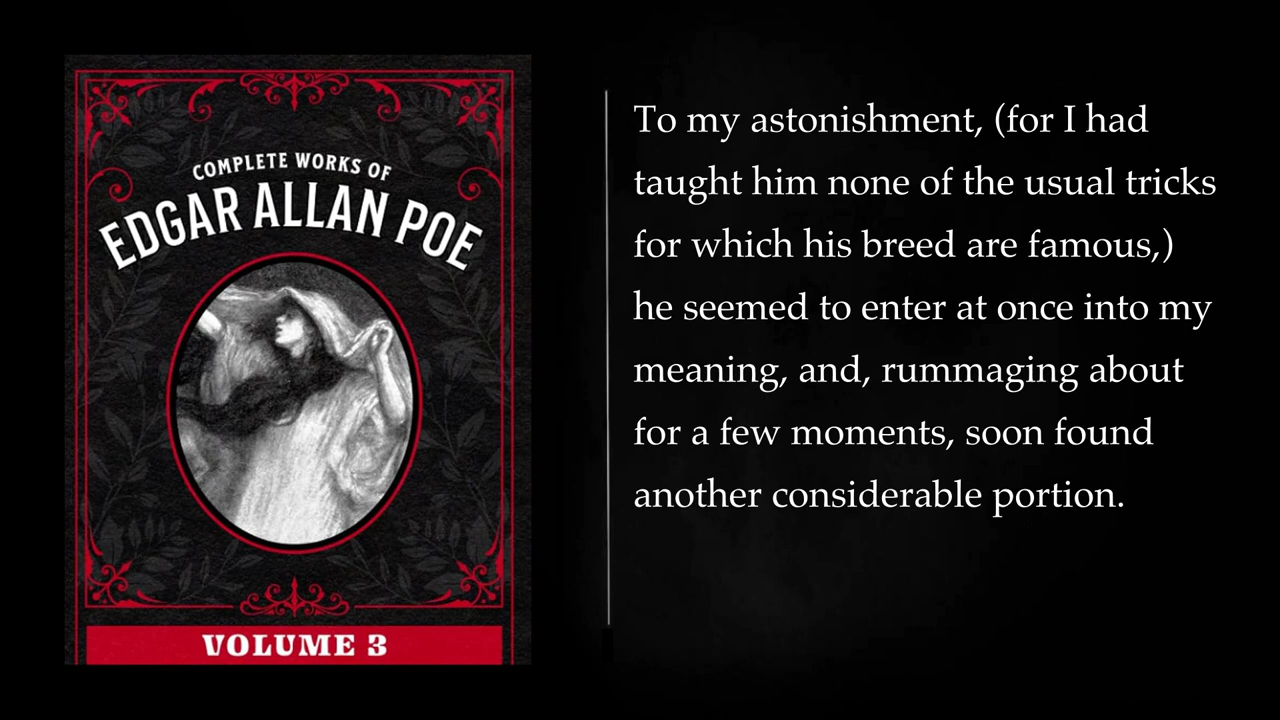 COMPLETE WORKS OF
EDGAR ALLAN POE
VOLUME 3
To my astonishment, (for I had
taught him none of the usual tricks
for which his breed are famous,)
he seemed to enter at once into my
meaning, and, rummaging about
for a few moments, soon found
another considerable portion.